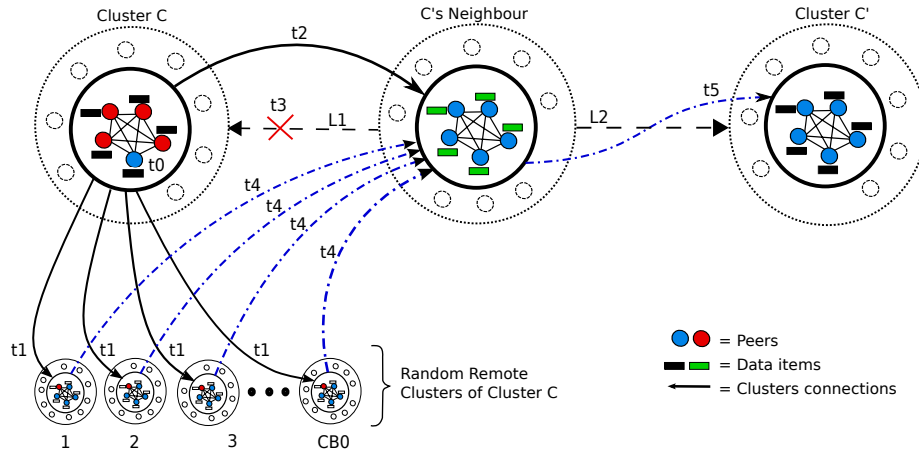 Cluster C
C's Neighbour
Cluster C'
t2
t5
t3
L1
L2
t0
t4
t4
t4
t4
t1
t1
t1
t1
Random Remote
Clusters of Cluster C
= Peers
= Data items
= Clusters connections
1
2
3
CB0